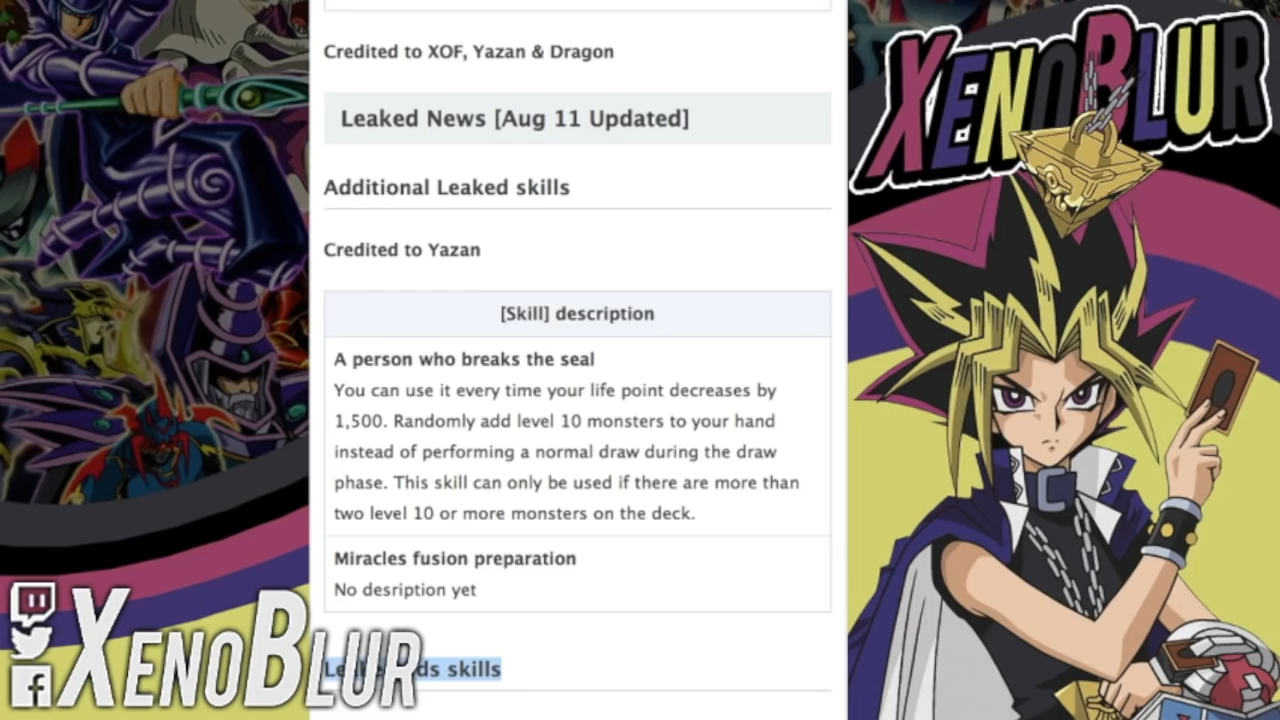 Credited to XOF, Yazan & Dragon
Leaked News [Aug 11 Updated]
Additional Leaked skills
Credited to Yazan
[Skill] description
A person who breaks the seal
You can use it every time your life point decreases by
1,500. Randomly add level 10 monsters to your hand
instead of performing a normal draw during the draw
phase. This skill can only be used if there are more than
two level 10 or more monsters on the deck.
Miracles fusion preparation
No desription yet
skills
XENOBLUR
XENOBLUR